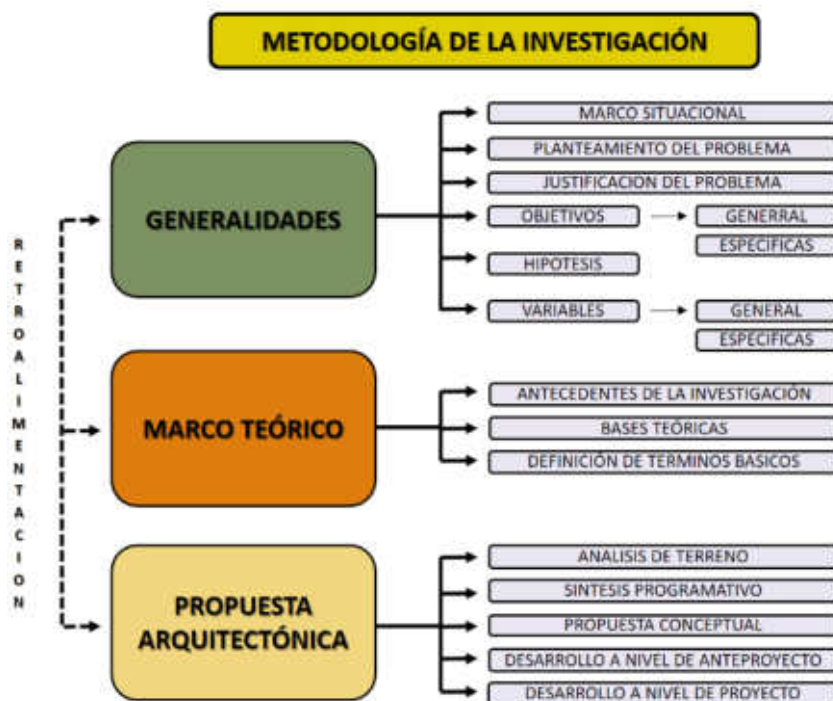 METODOLOGÍA DE LA INVESTIGACIÓN
RETROALIMENTACION
GENERALIDADES
MARCO SITUACIONAL
PLANTEAMIENTO DEL PROBLEMA
JUSTIFICACION DEL PROBLEMA
OBJETIVOS
GENERRAL
ESPECIFICAS
HIPOTESIS
VARIABLES
GENERAL
ESPECIFICAS
MARCO TEÓRICO
ANTECEDENTES DE LA INVESTIGACIÓN
BASES TEÓRICAS
DEFINICIÓN DE TERMINOS BASICOS
PROPUESTA
ARQUITECTÓNICA
ANALISIS DE TERRENO
SINTESIS PROGRAMATIVO
PROPUESTA CONCEPTUAL
DESARROLLO A NIVEL DE ANTEPROYECTO
DESARROLLO A NIVEL DE PROYECTO